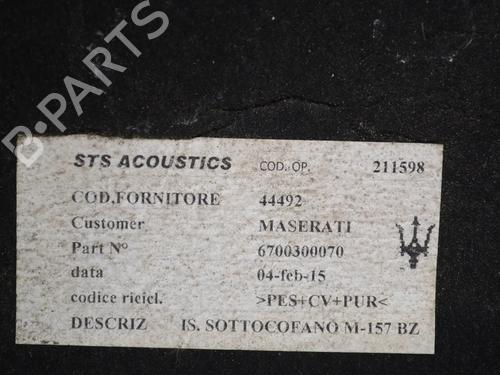 B-PARTS
STS ACOUSTICS COD. OP. 211598
COD.FORNITORE 44492
Customer MASERATI
Part N° 6700300070
data 04-feb-15
codice ricicl. >PES+CV+PUR<
DESCRIZ IS. SOTTOCOFANO M-157 BZ